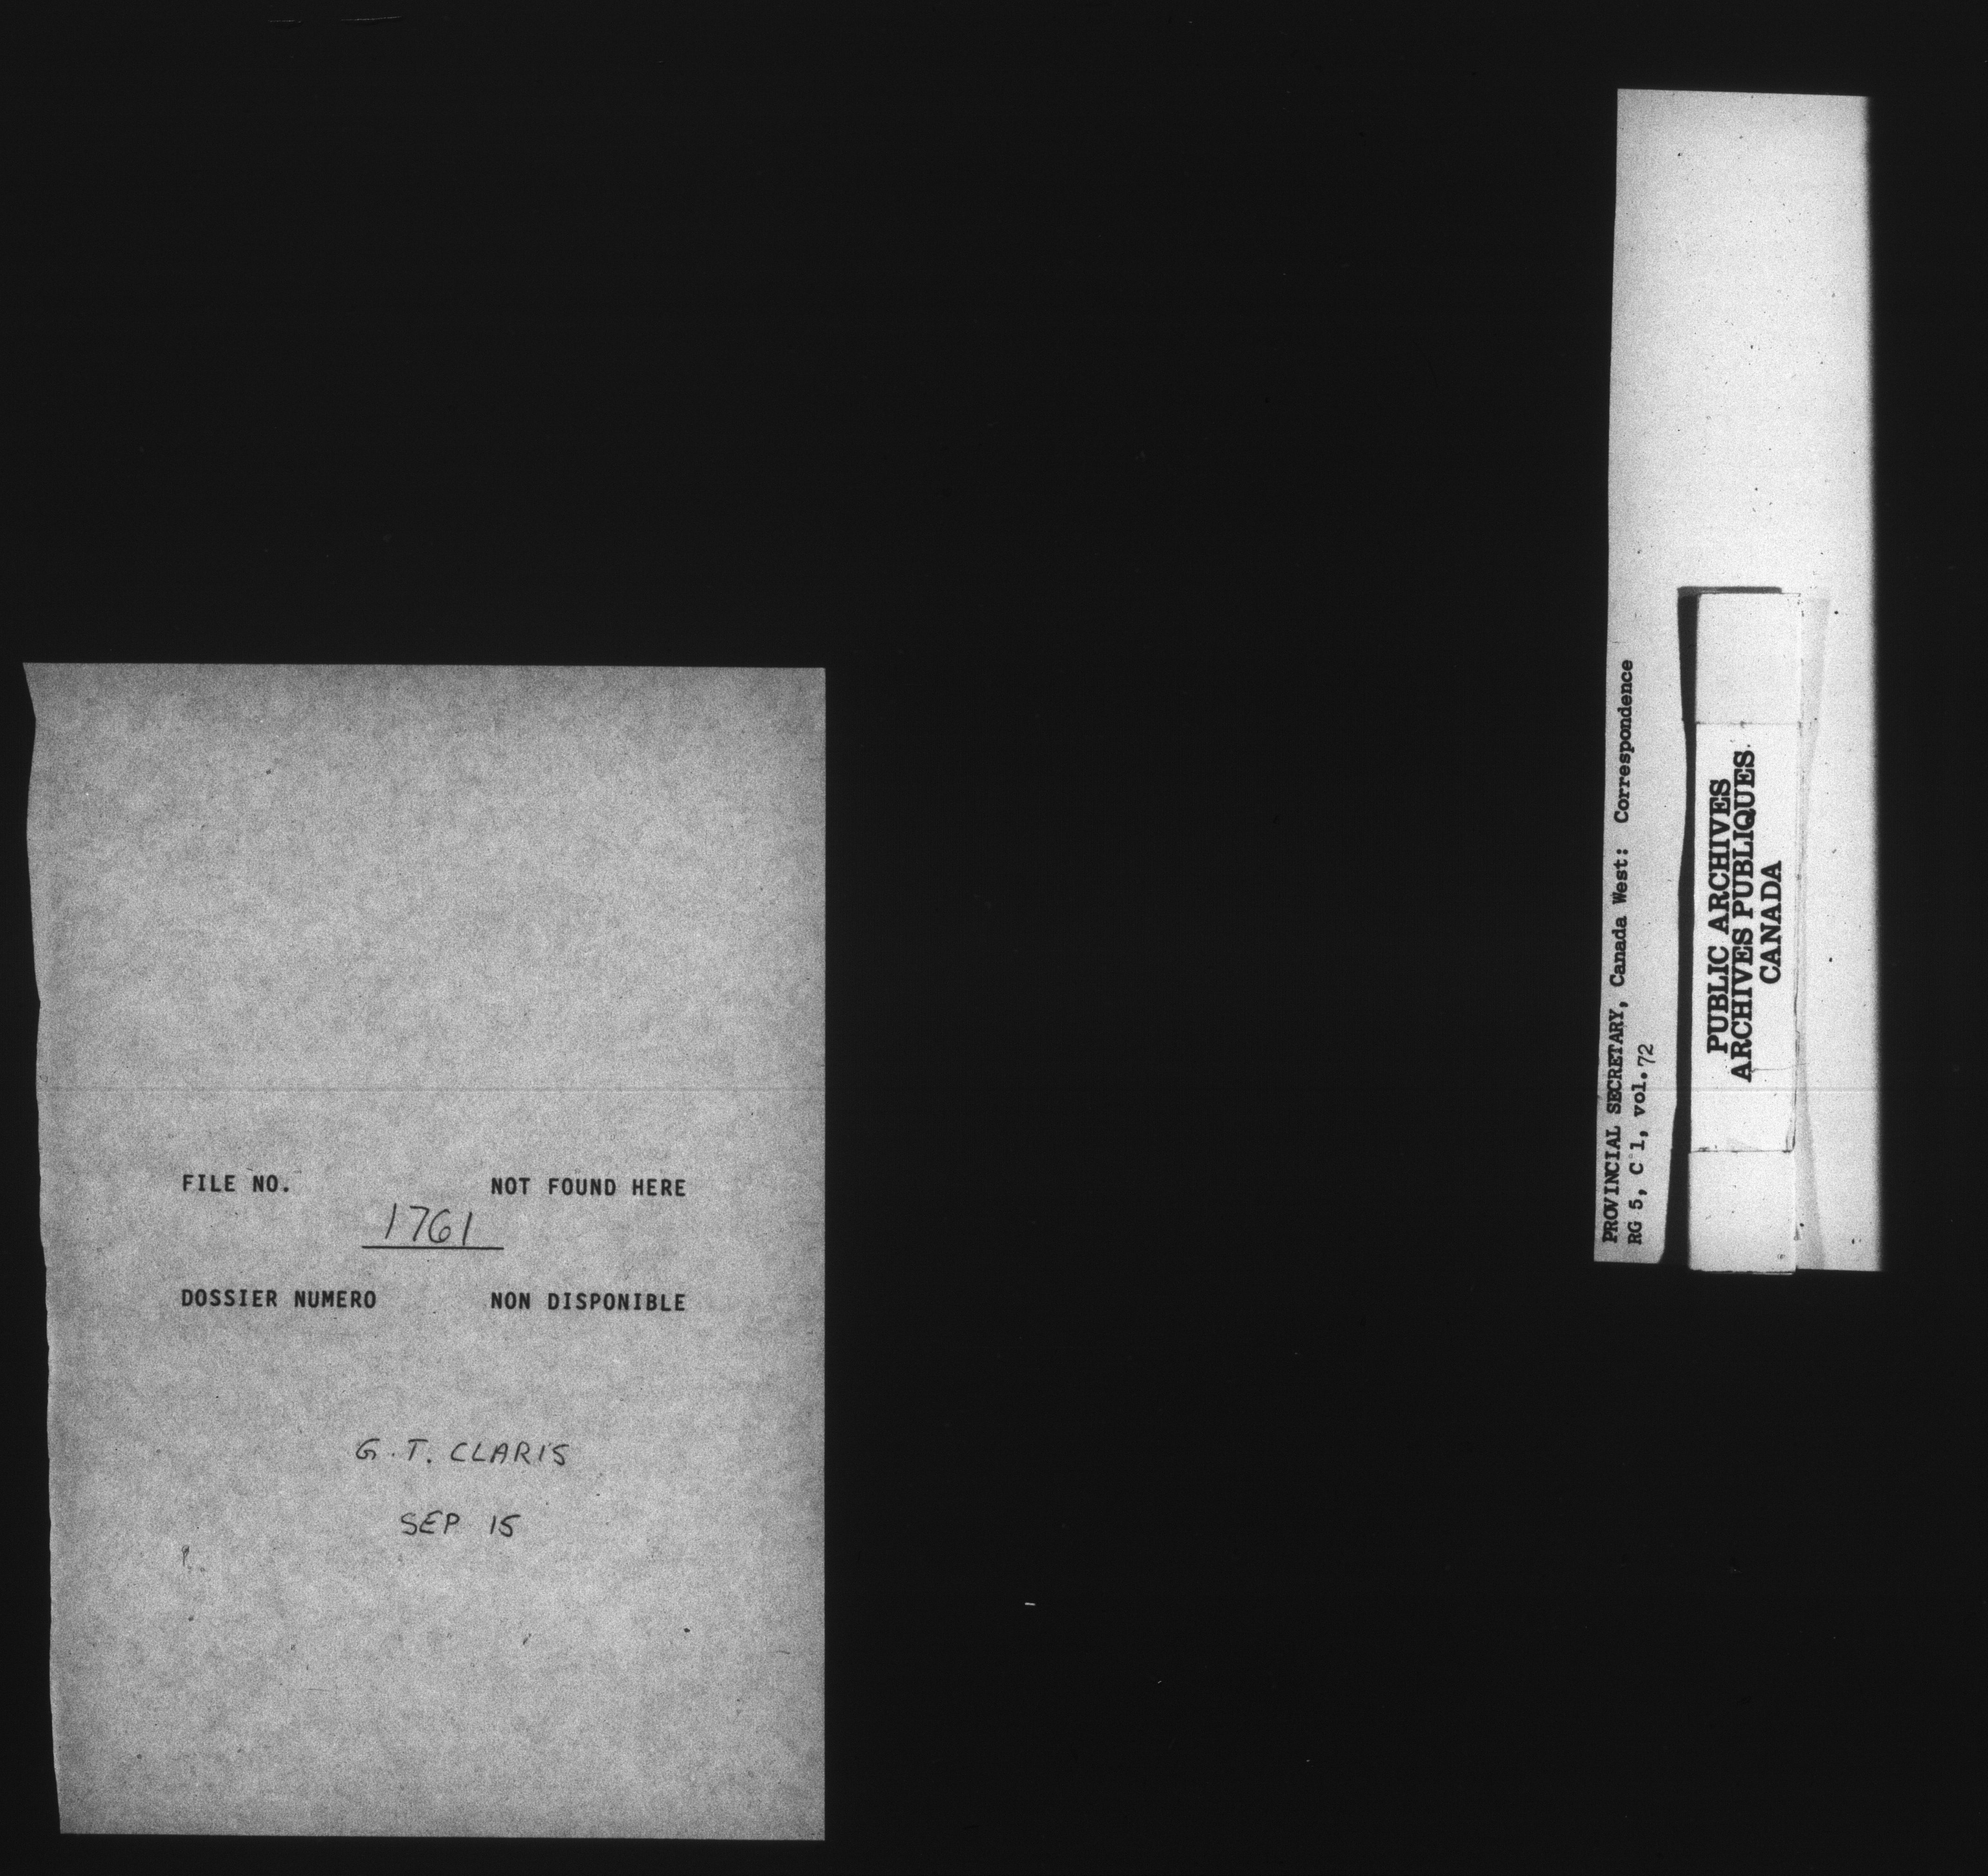 FILE NO. NOT FOUND HERE
1761
DOSSIER NUMERO NON DISPONIBLE
G. T. CLARIS
SEP 15
PROVINCIAL SECRETARY, Canada West: Correspondence
RG 5, C 1, vol. 72
PUBLIC ARCHIVES
ARCHIVES PUBLIQUES
CANADA